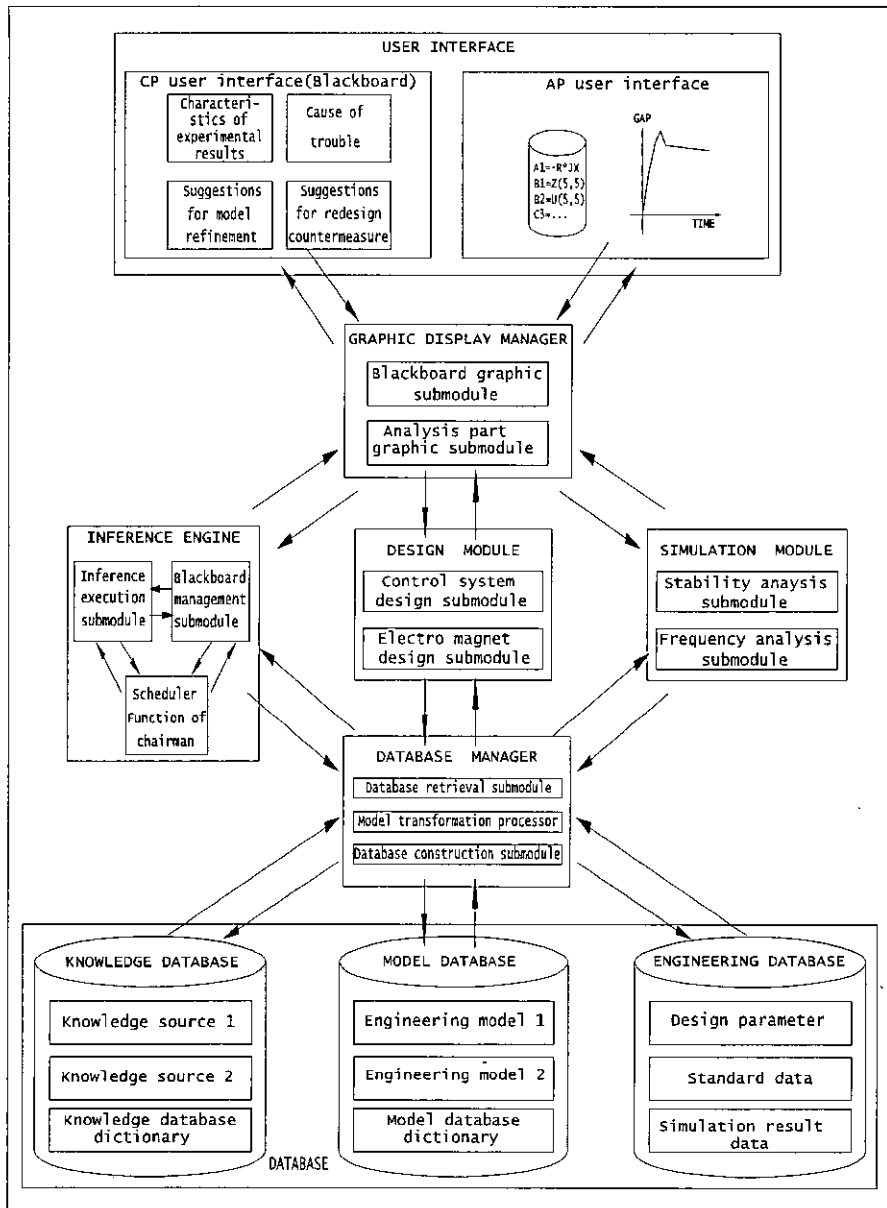 USER INTERFACE
CP user interface(Blackboard)
Characteri-
stics of
experimental
results
Cause of
trouble
Suggestions
for model
refinement
Suggestions
for redesign
countermeasure
AP user interface
A1=-R*JX
B1=Z(5,5)
B2=U(5,5)
C3=...
GAP
TIME
GRAPHIC DISPLAY MANAGER
Blackboard graphic
submodule
Analysis part
graphic submodule
INFERENCE ENGINE
Inference
execution
submodule
Blackboard
management
submodule
Scheduler
Function of
chairman
DESIGN MODULE
Control system
design submodule
Electro magnet
design submodule
SIMULATION MODULE
Stability anaysis
submodule
Frequency analysis
submodule
DATABASE MANAGER
Database retrieval submodule
Model transformation processor
Database construction submodule
KNOWLEDGE DATABASE
Knowledge source 1
Knowledge source 2
Knowledge database
dictionary
MODEL DATABASE
Engineering model 1
Engineering model 2
Model database
dictionary
ENGINEERING DATABASE
Design parameter
Standard data
Simulation result
data
DATABASE